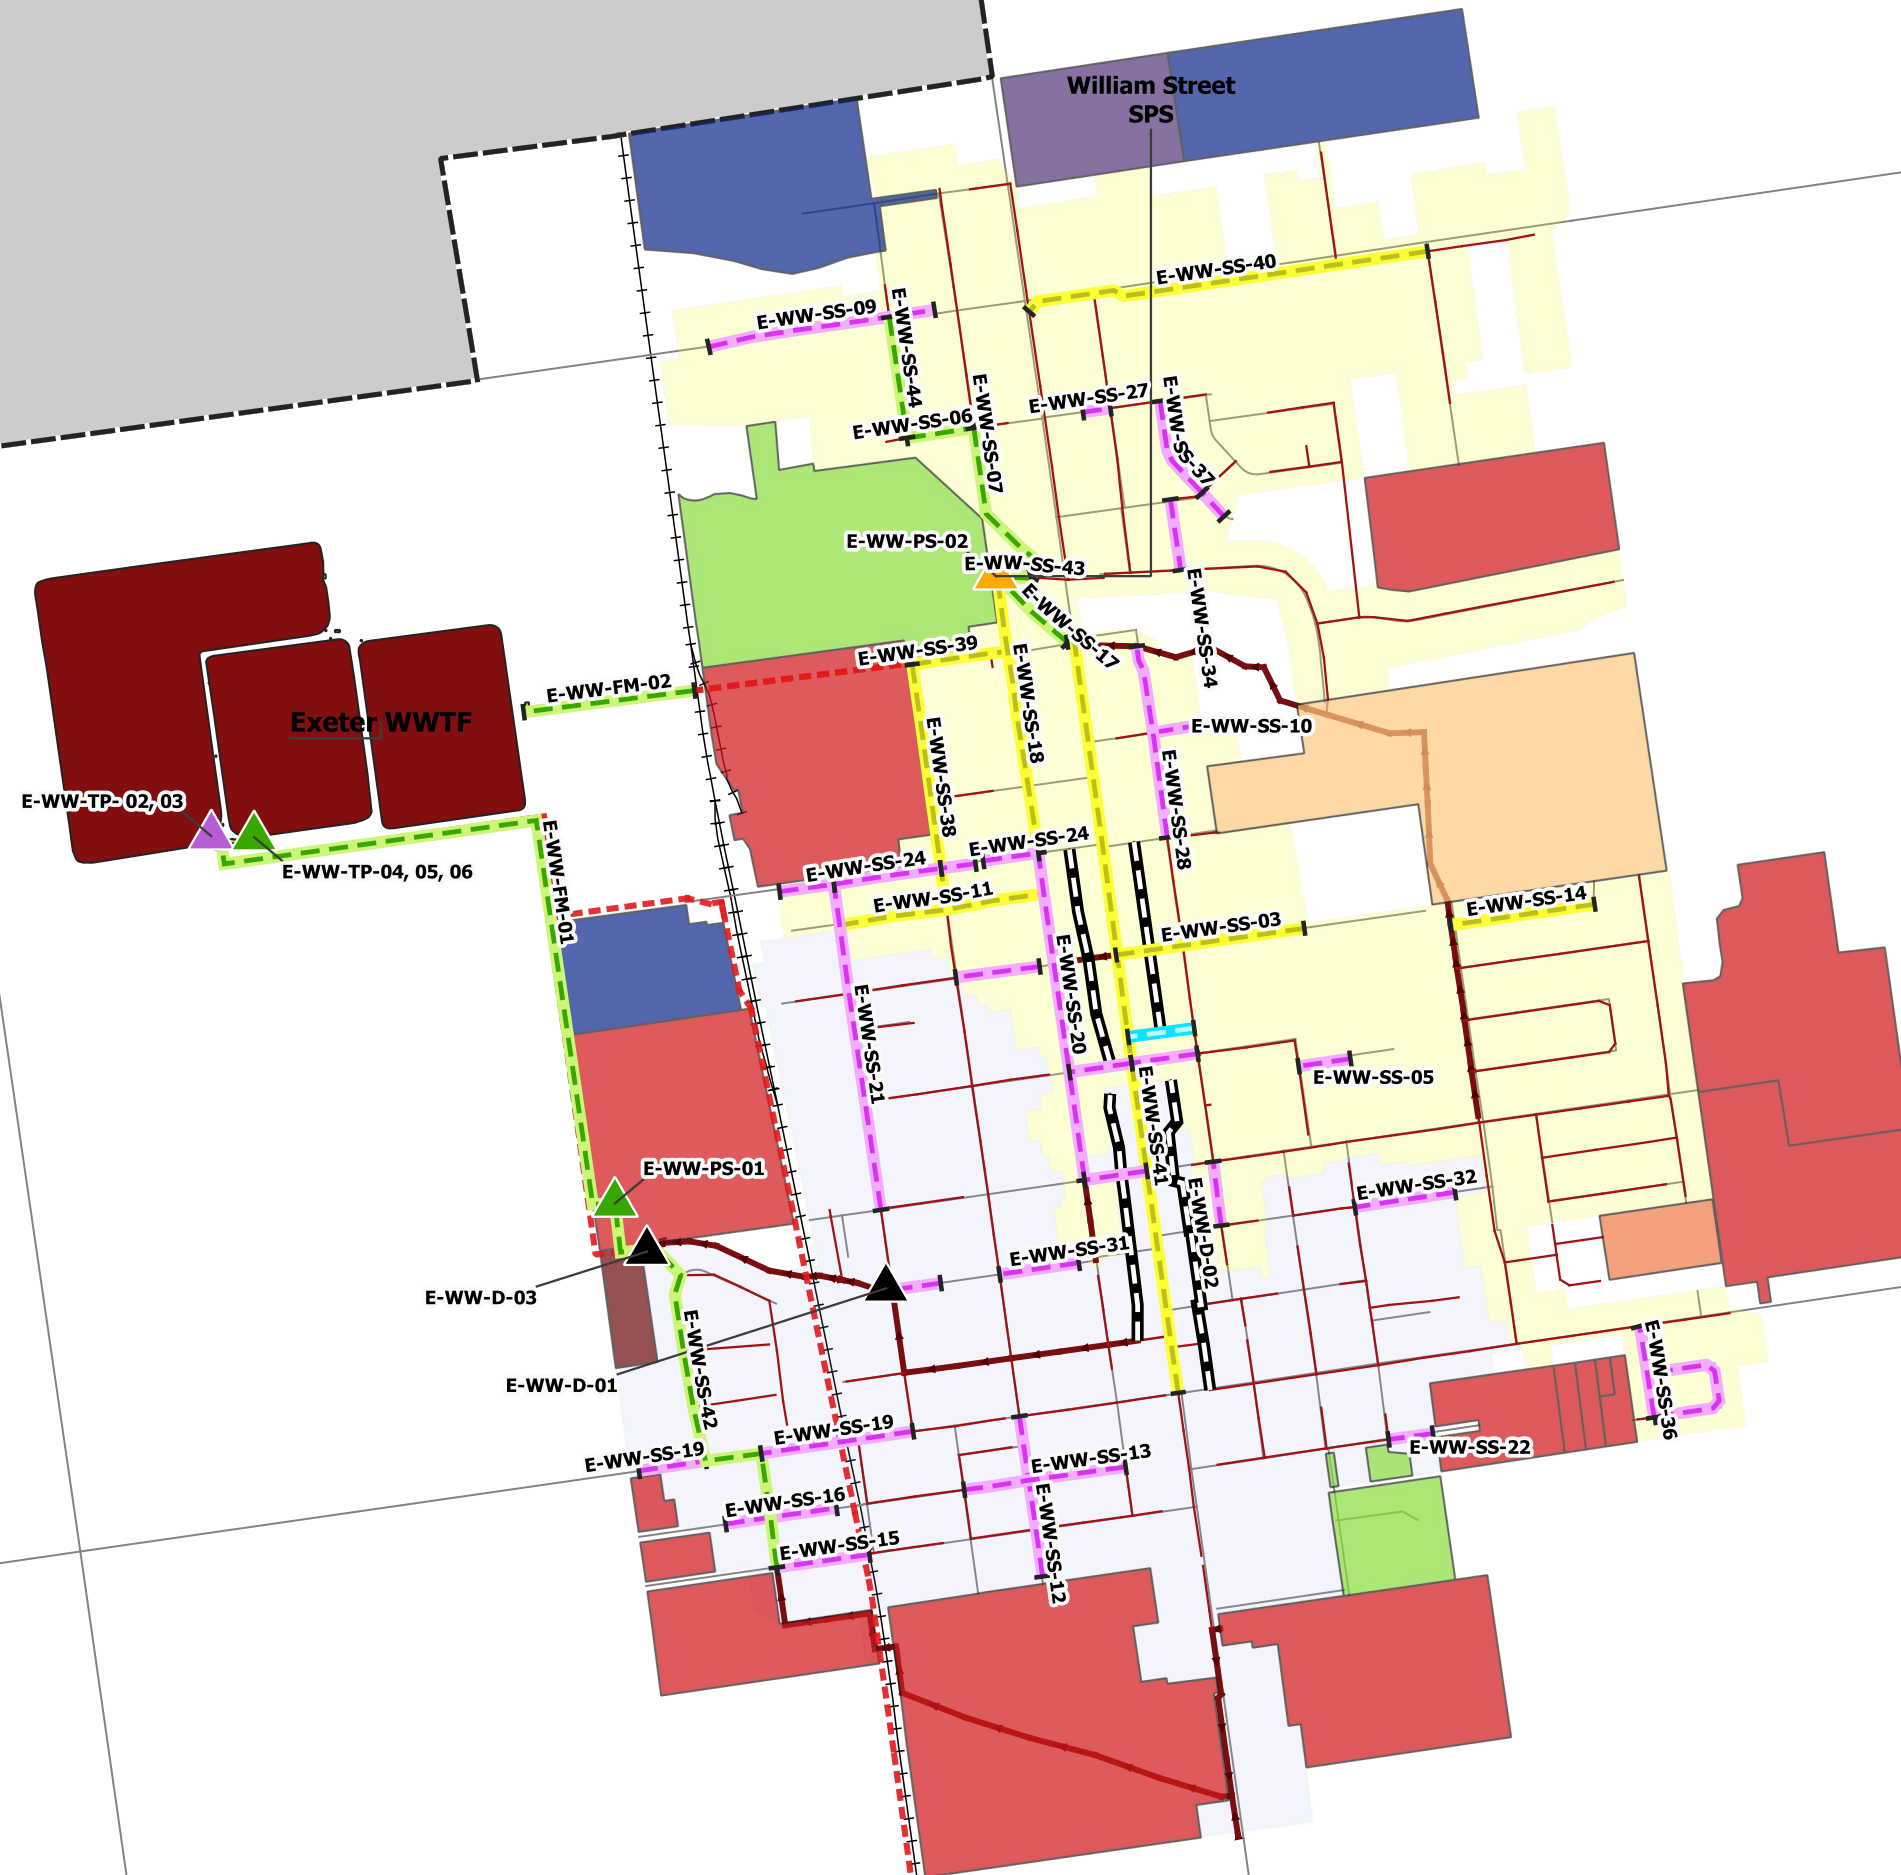 William Street
SPS
E-WW-SS-40
E-WW-SS-09
E-WW-SS-44
E-WW-SS-27
E-WW-SS-06
E-WW-SS-07
E-WW-SS-37
E-WW-PS-02
E-WW-SS-43
E-WW-SS-17
E-WW-SS-34
E-WW-SS-39
E-WW-SS-18
E-WW-FM-02
Exeter WWTF
E-WW-SS-10
E-WW-SS-38
E-WW-SS-28
E-WW-TP- 02, 03
E-WW-TP-04, 05, 06
E-WW-FM-01
E-WW-SS-24
E-WW-SS-24
E-WW-SS-11
E-WW-SS-03
E-WW-SS-14
E-WW-SS-20
E-WW-SS-21
E-WW-SS-05
E-WW-SS-41
E-WW-PS-01
E-WW-D-02
E-WW-SS-32
E-WW-SS-31
E-WW-D-03
E-WW-SS-42
E-WW-D-01
E-WW-SS-36
E-WW-SS-19
E-WW-SS-19
E-WW-SS-13
E-WW-SS-22
E-WW-SS-16
E-WW-SS-12
E-WW-SS-15